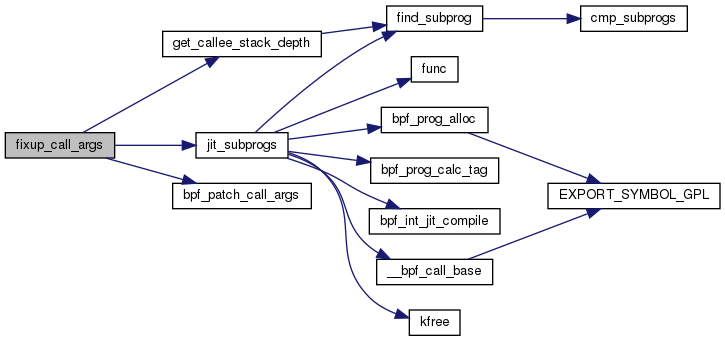 find_subprog
cmp_subprogs
get_callee_stack_depth
func
bpf_prog_alloc
fixup_call_args
jit_subprogs
bpf_prog_calc_tag
bpf_patch_call_args
EXPORT_SYMBOL_GPL
bpf_int_jit_compile
__bpf_call_base
kfree